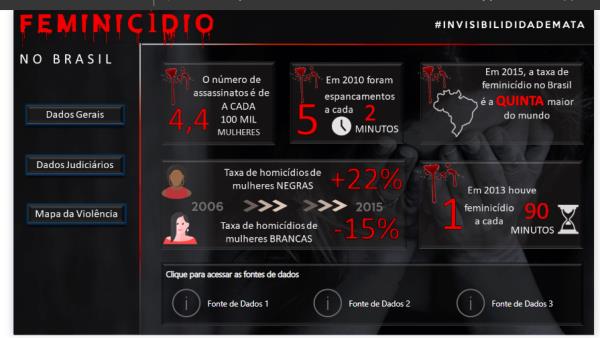 FEMINICÍDIO
#INVISIBILIDIDADEMATA
NO BRASIL
Dados Gerais
Dados Judiciários
Mapa da Violência
O número de
assassinatos é de
4,4
A CADA
100 MIL
MULHERES
Em 2010 foram
5
espancamentos
a cada 2
MINUTOS
Em 2015, a taxa de
feminicídio no Brasil
é a QUINTA maior
do mundo
Taxa de homicídios de
mulheres NEGRAS
+22%
2006
2015
Taxa de homicídios de
mulheres BRANCAS
-15%
Em 2013 houve
1
feminicídio
a cada
90
MINUTOS
Clique para acessar as fontes de dados
i
Fonte de Dados 1
i
Fonte de Dados 2
i
Fonte de Dados 3